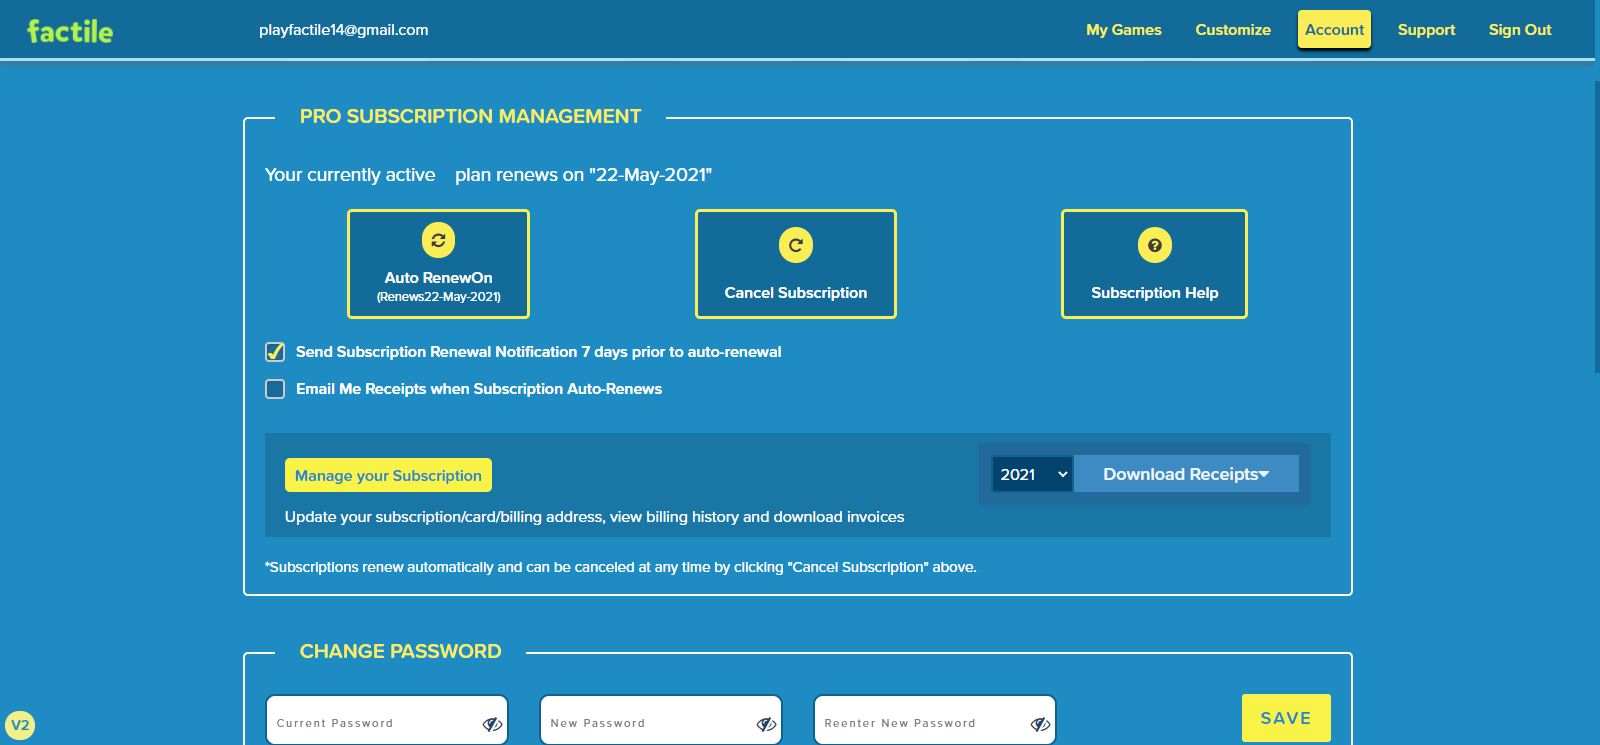 factile
playfactile14@gmail.com
My Games
Customize
Account
Support
Sign Out
PRO SUBSCRIPTION MANAGEMENT
Your currently active plan renews on "22-May-2021"
Auto RenewOn
(Renews22-May-2021)
Cancel Subscription
Subscription Help
Send Subscription Renewal Notification 7 days prior to auto-renewal
Email Me Receipts when Subscription Auto-Renews
Manage your Subscription
2021
Download Receipts
Update your subscription/card/billing address, view billing history and download invoices
*Subscriptions renew automatically and can be canceled at any time by clicking "Cancel Subscription" above.
CHANGE PASSWORD
Current Password
New Password
Reenter New Password
SAVE
V2